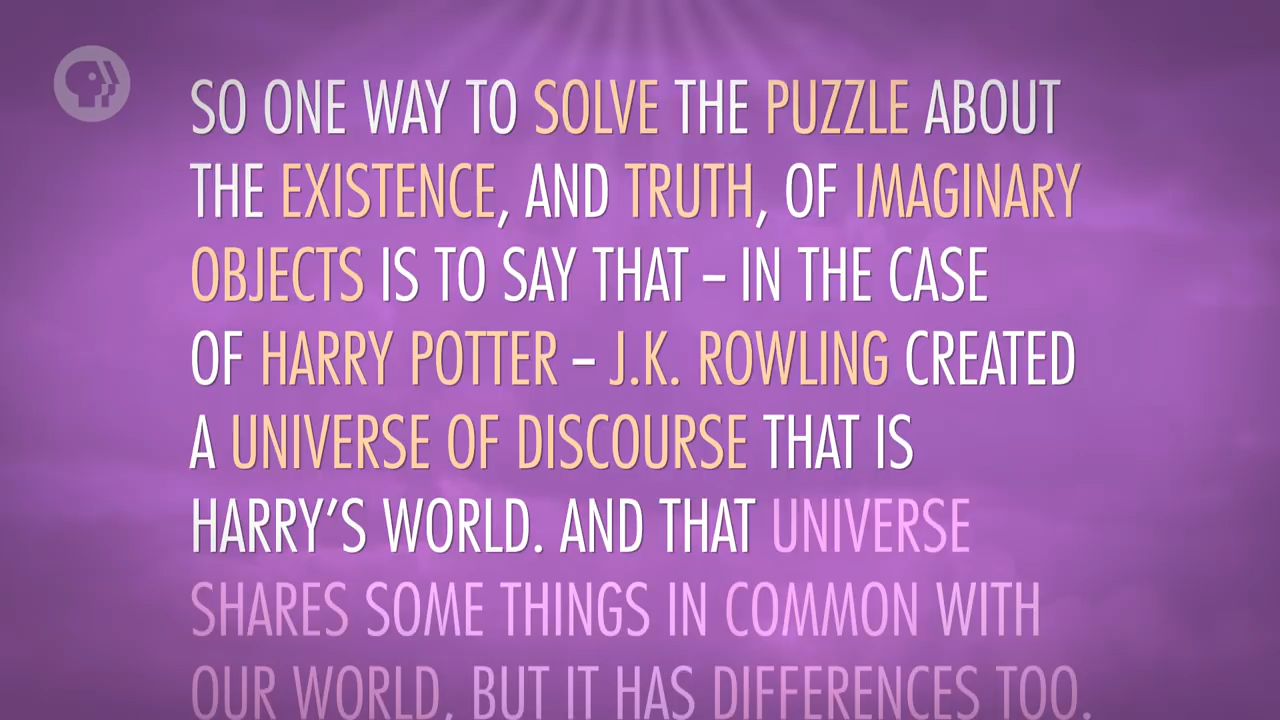 SO ONE WAY TO SOLVE THE PUZZLE ABOUT
THE EXISTENCE, AND TRUTH, OF IMAGINARY
OBJECTS IS TO SAY THAT – IN THE CASE
OF HARRY POTTER – J.K. ROWLING CREATED
A UNIVERSE OF DISCOURSE THAT IS
HARRY’S WORLD. AND THAT UNIVERSE
SHARES SOME THINGS IN COMMON WITH
OUR WORLD, BUT IT HAS DIFFERENCES TOO.